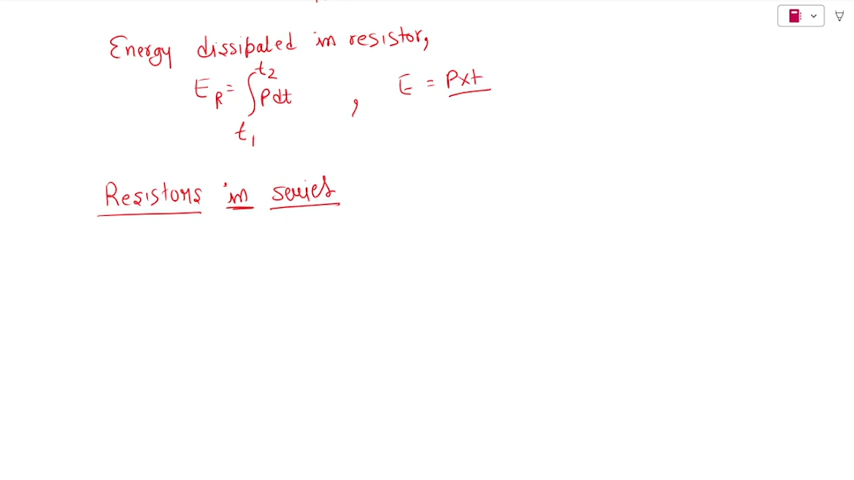 Energy dissipated in resistor,
E_R = ∫_{t1}^{t2} P dt , E = P×t
Resistors in series